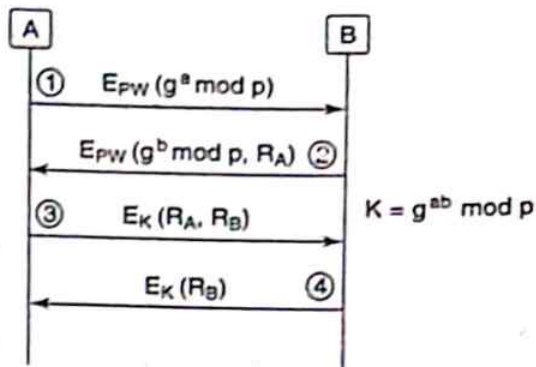 A B
① E_PW (g^a mod p)
E_PW (g^b mod p, R_A) ②
③ E_K (R_A, R_B)
K = g^ab mod p
E_K (R_B) ④